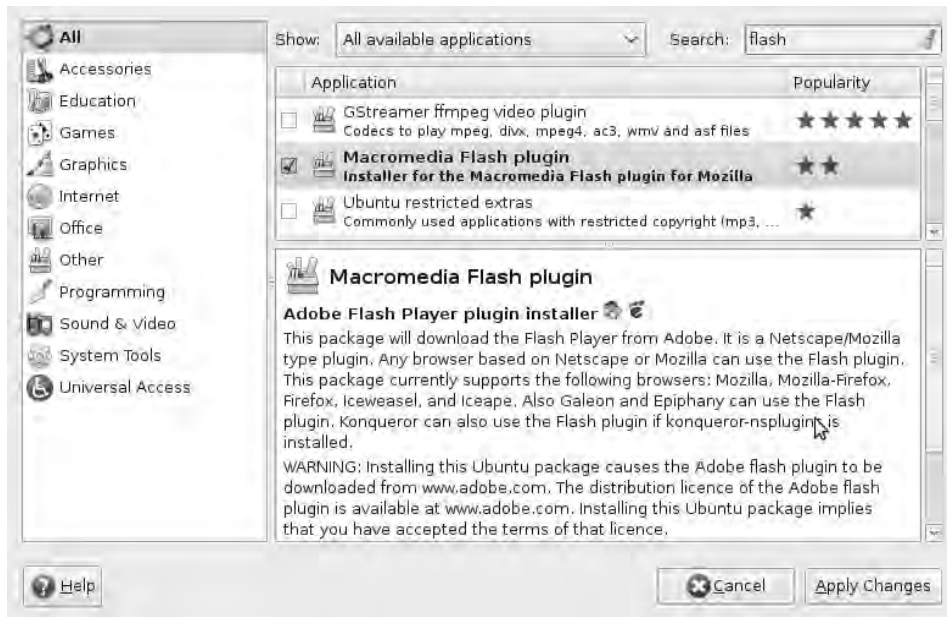 All
Accessories
Education
Games
Graphics
Internet
Office
Other
Programming
Sound & Video
System Tools
Universal Access
Show: All available applications Search: flash
Application Popularity
GStreamer ffmpeg video plugin
Codecs to play mpeg, divx, mpeg4, ac3, wmv and asf files
Macromedia Flash plugin
Installer for the Macromedia Flash plugin for Mozilla
Ubuntu restricted extras
Commonly used applications with restricted copyright (mp3, ...
Macromedia Flash plugin
Adobe Flash Player plugin installer
This package will download the Flash Player from Adobe. It is a Netscape/Mozilla
type plugin. Any browser based on Netscape or Mozilla can use the Flash plugin.
This package currently supports the following browsers: Mozilla, Mozilla-Firefox,
Firefox, Iceweasel, and Iceape. Also Galeon and Epiphany can use the Flash
plugin. Konqueror can also use the Flash plugin if konqueror-nsplugins is
installed.
WARNING: Installing this Ubuntu package causes the Adobe flash plugin to be
downloaded from www.adobe.com. The distribution licence of the Adobe flash
plugin is available at www.adobe.com. Installing this Ubuntu package implies
that you have accepted the terms of that licence.
Help Cancel Apply Changes